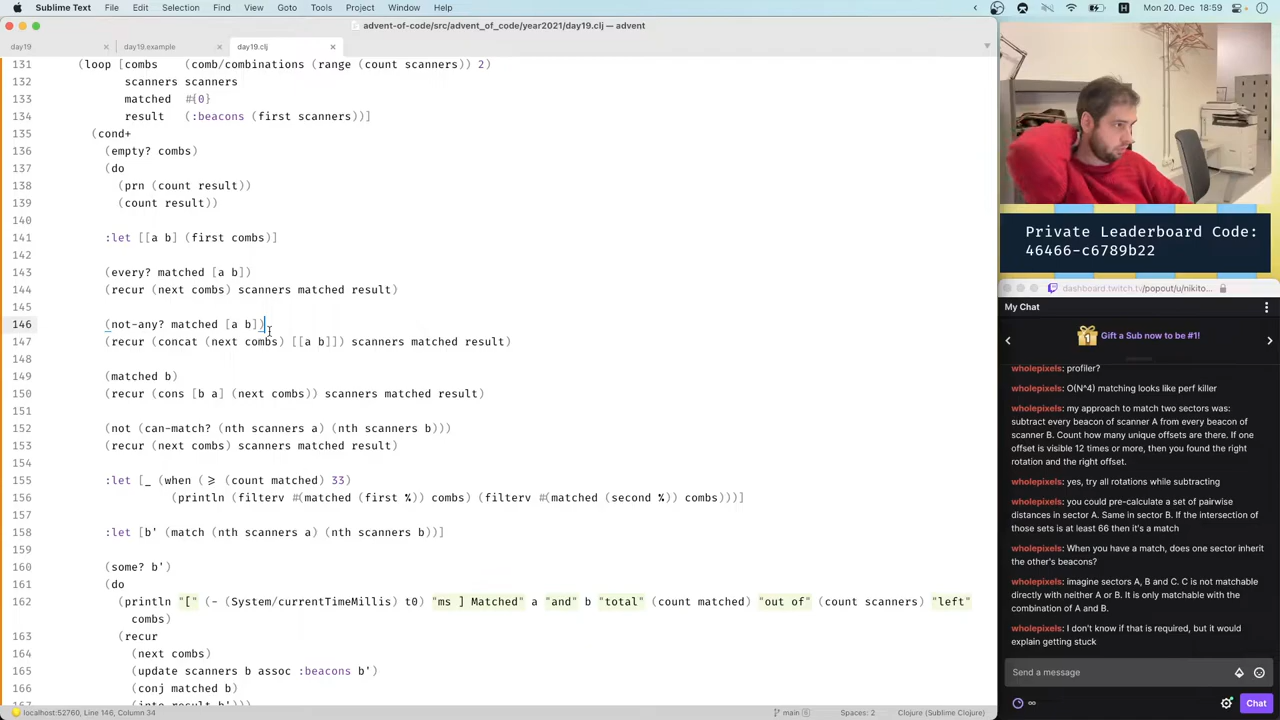 Sublime Text File Edit Selection Find View Goto Tools Project Window Help
Mon 20. Dec 18:59
advent-of-code/src/advent_of_code/year2021/day19.clj — advent
day19 day19.example day19.clj
131 (loop [combs (comb/combinations (range (count scanners)) 2)
132 scanners scanners
133 matched #{0}
134 result (:beacons (first scanners))]
135 (cond+
136 (empty? combs)
137 (do
138 (prn (count result))
139 (count result))
140
141 :let [[a b] (first combs)]
142
143 (every? matched [a b])
144 (recur (next combs) scanners matched result)
145
146 (not-any? matched [a b])
147 (recur (concat (next combs) [[a b]]) scanners matched result)
148
149 (matched b)
150 (recur (cons [b a] (next combs)) scanners matched result)
151
152 (not (can-match? (nth scanners a) (nth scanners b)))
153 (recur (next combs) scanners matched result)
154
155 :let [_ (when (>= (count matched) 33)
156 (println (filterv #(matched (first %)) combs) (filterv #(matched (second %)) combs)))]
157
158 :let [b' (match (nth scanners a) (nth scanners b))]
159
160 (some? b')
161 (do
162 (println "[" (- (System/currentTimeMillis) t0) "ms ] Matched" a "and" b "total" (count matched) "out of" (count scanners) "left"
combs)
163 (recur
164 (next combs)
165 (update scanners b assoc :beacons b')
166 (conj matched b)
167
localhost:52760, Line 146, Column 34
main 6
Spaces: 2
Clojure (Sublime Clojure)
Private Leaderboard Code:
46466-c6789b22
dashboard.twitch.tv/popout/u/nikito...
My Chat
1
Gift a Sub now to be #1!
wholepixels: profiler?
wholepixels: O(N^4) matching looks like perf killer
wholepixels: my approach to match two sectors was:
subtract every beacon of scanner A from every beacon of
scanner B. Count how many unique offsets are there. If one
offset is visible 12 times or more, then you found the right
rotation and the right offset.
wholepixels: yes, try all rotations while subtracting
wholepixels: you could pre-calculate a set of pairwise
distances in sector A. Same in sector B. If the intersection of
those sets is at least 66 then it's a match
wholepixels: When you have a match, does one sector inherit
the other's beacons?
wholepixels: imagine sectors A, B and C. C is not matchable
directly with neither A or B. It is only matchable with the
combination of A and B.
wholepixels: I don't know if that is required, but it would
explain getting stuck
Send a message
Chat